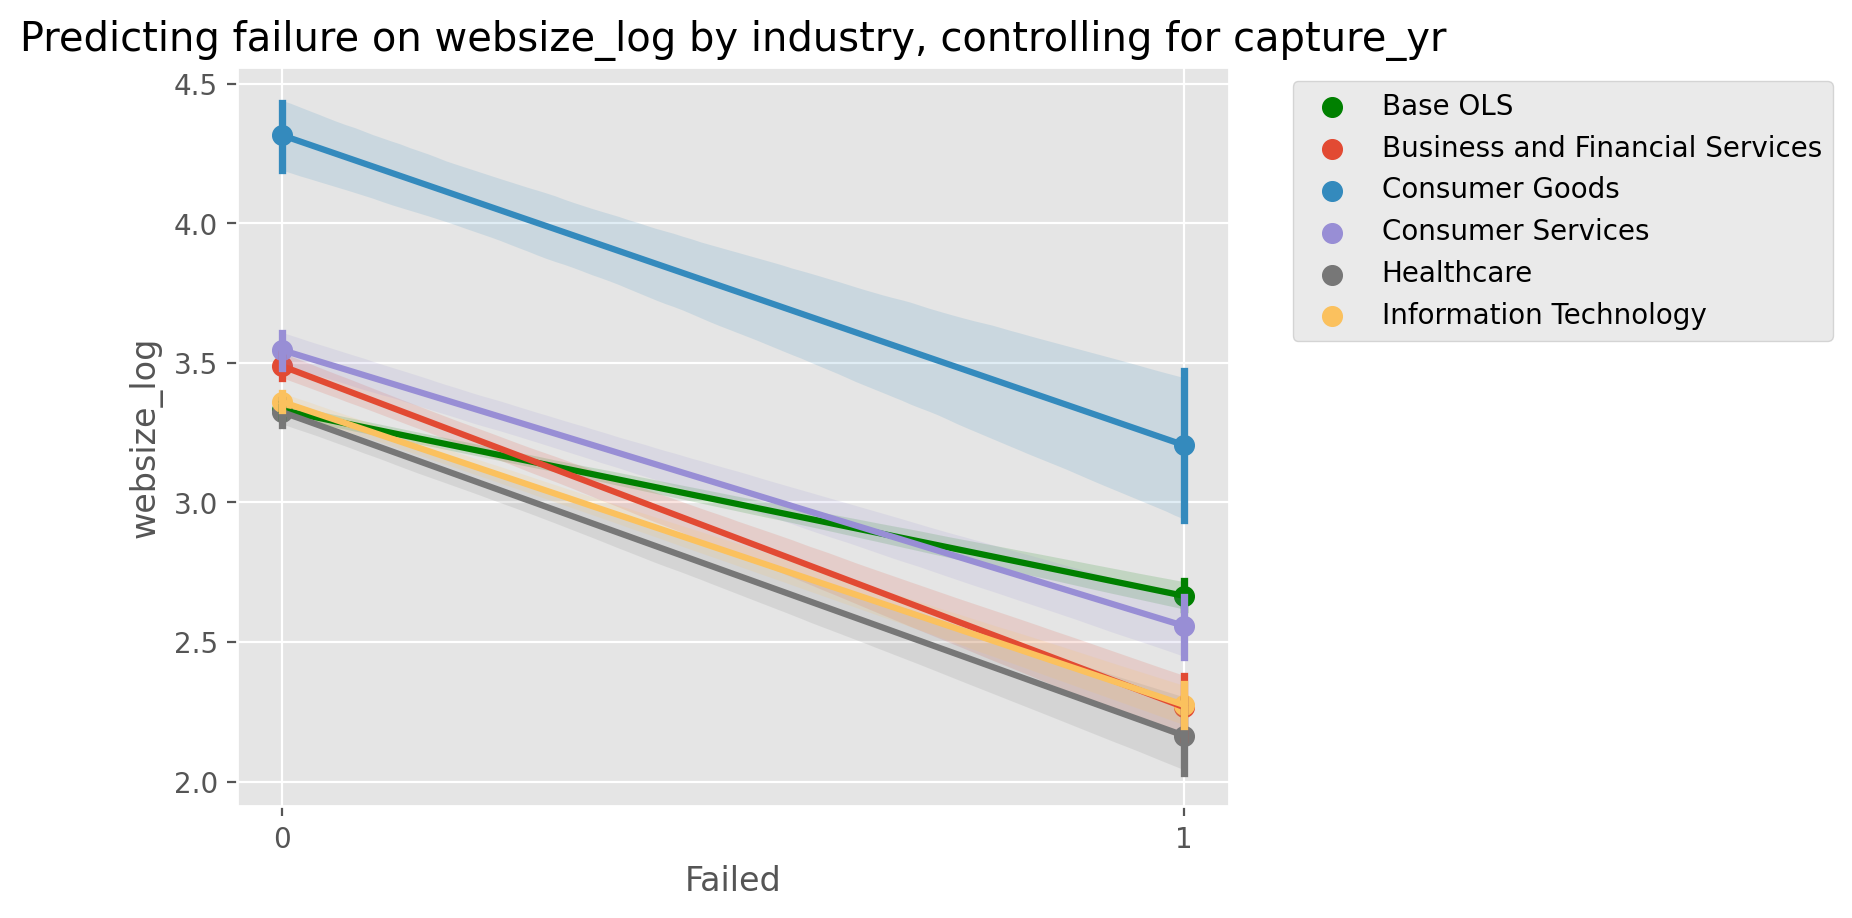 Predicting failure on websize_log by industry, controlling for capture_yr
4.5
4.0
3.5
3.0
2.5
2.0
websize_log
0
1
Failed
Base OLS
Business and Financial Services
Consumer Goods
Consumer Services
Healthcare
Information Technology